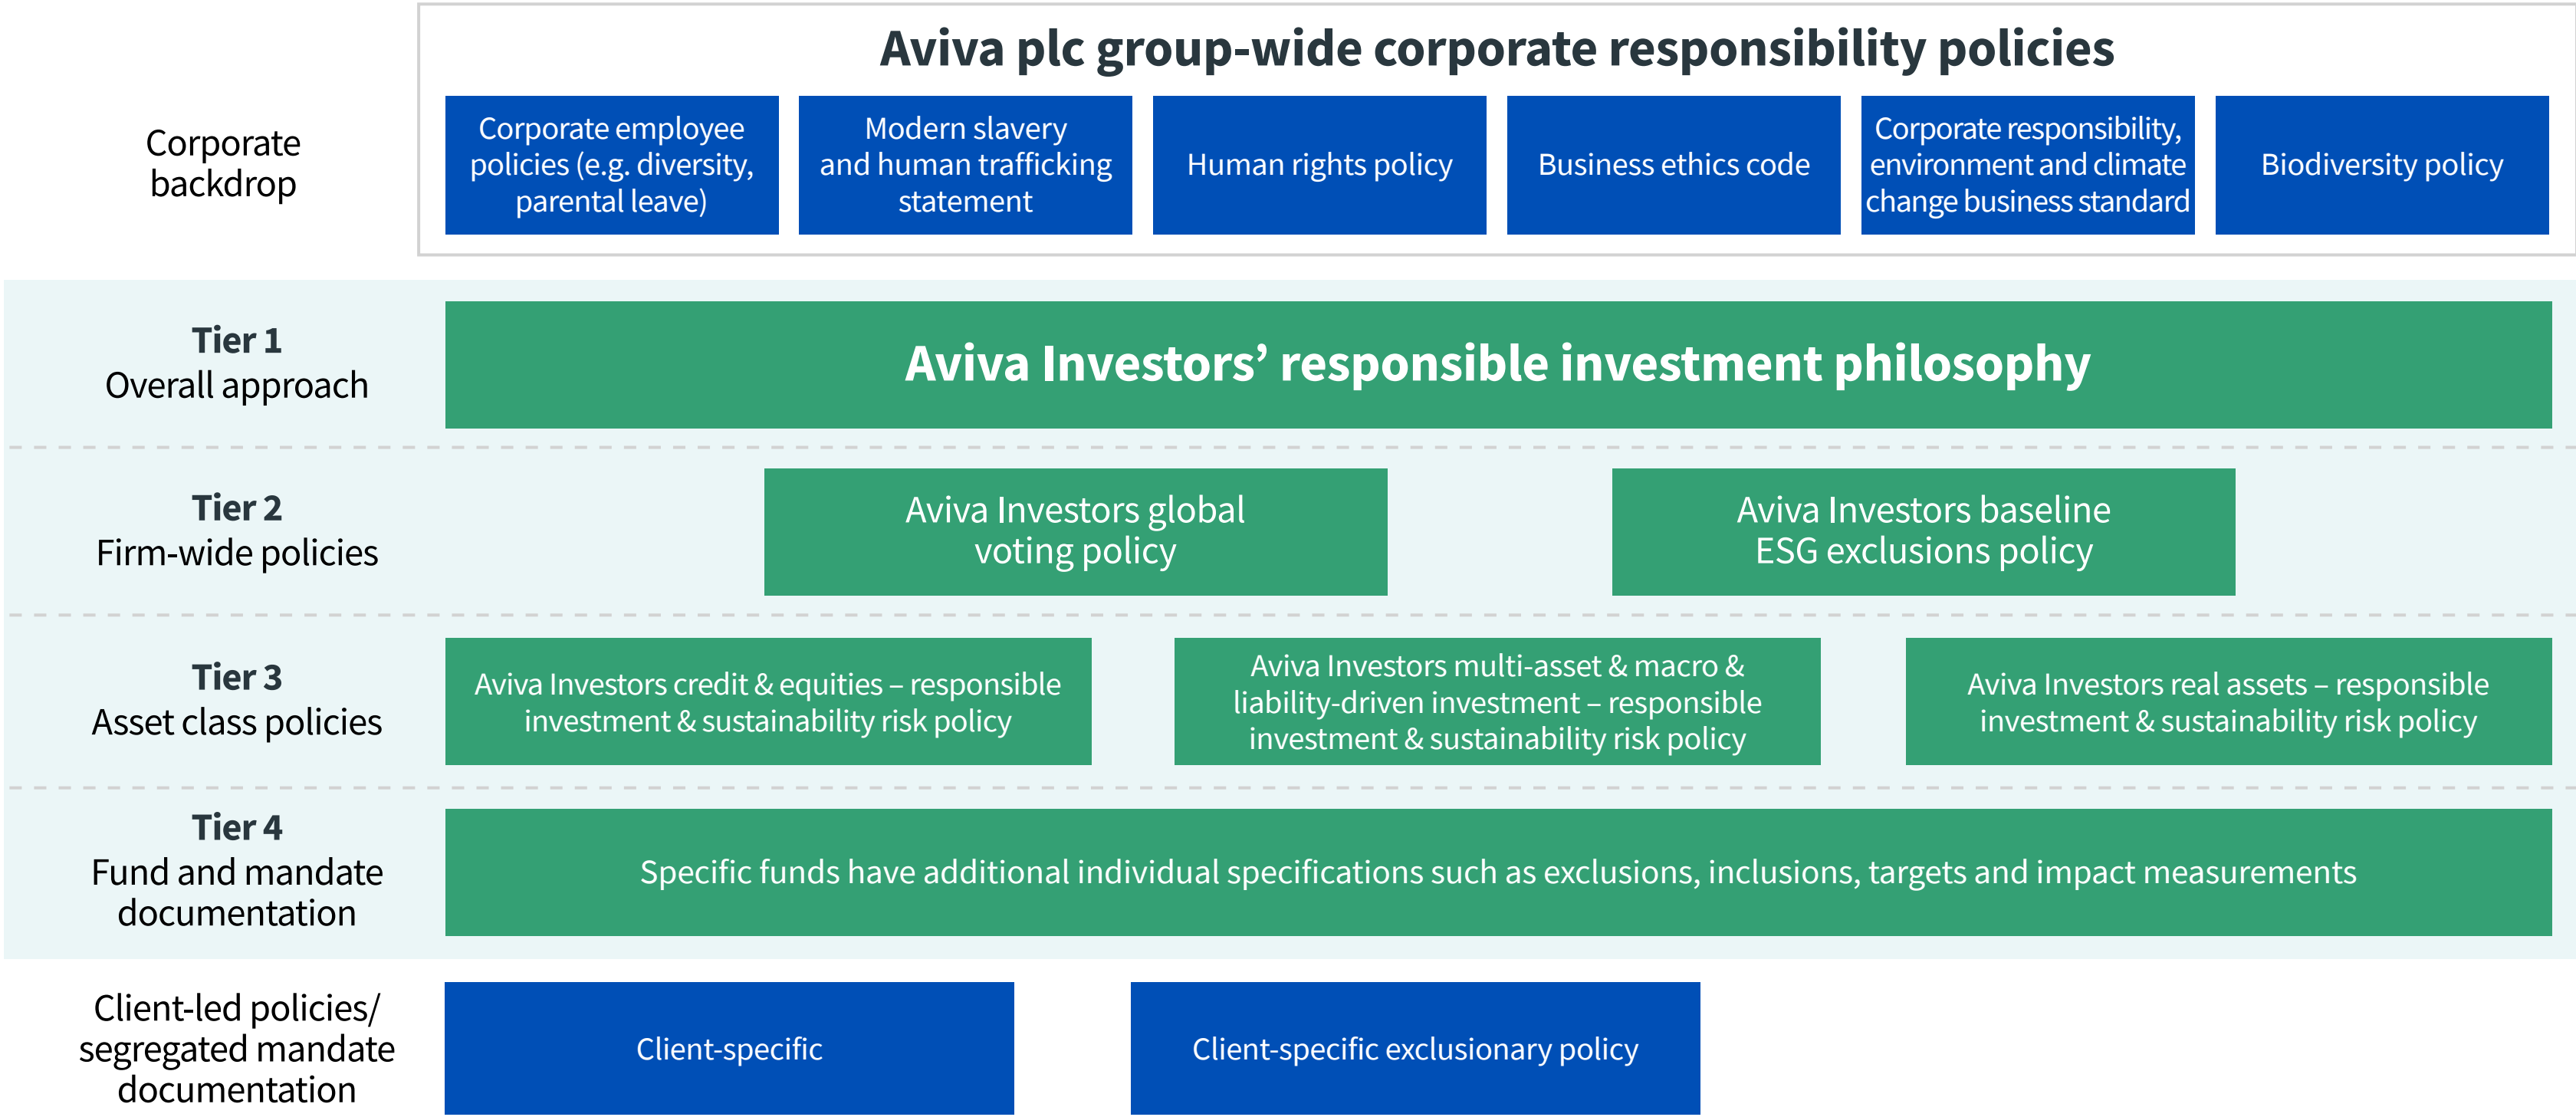 Aviva plc group-wide corporate responsibility policies
Corporate
backdrop
Corporate employee
policies (e.g. diversity,
parental leave)
Modern slavery
and human trafficking
statement
Human rights policy
Business ethics code
Corporate responsibility,
environment and climate
change business standard
Biodiversity policy
Tier 1
Overall approach
Aviva Investors’ responsible investment philosophy
Tier 2
Firm-wide policies
Aviva Investors global
voting policy
Aviva Investors baseline
ESG exclusions policy
Tier 3
Asset class policies
Aviva Investors credit & equities – responsible
investment & sustainability risk policy
Aviva Investors multi-asset & macro &
liability-driven investment – responsible
investment & sustainability risk policy
Aviva Investors real assets – responsible
investment & sustainability risk policy
Tier 4
Fund and mandate
documentation
Specific funds have additional individual specifications such as exclusions, inclusions, targets and impact measurements
Client-led policies/
segregated mandate
documentation
Client-specific
Client-specific exclusionary policy